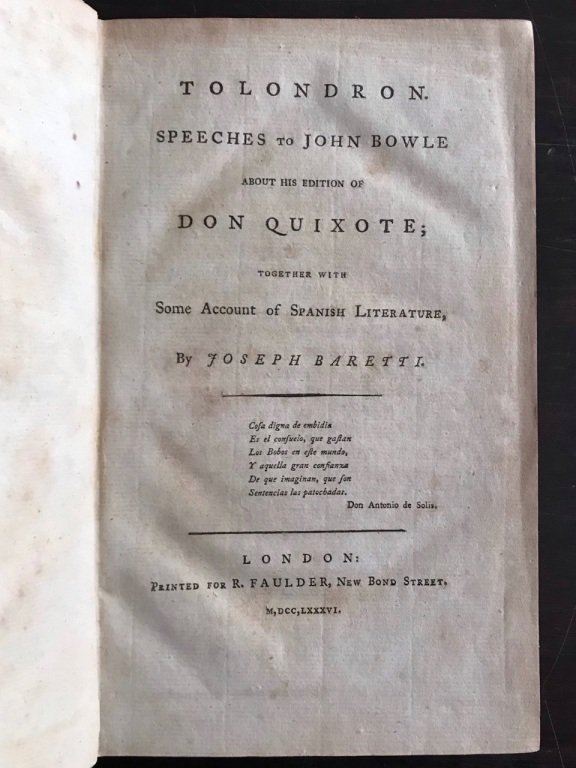 TOLONDRON.
SPEECHES TO JOHN BOWLE
ABOUT HIS EDITION OF
DON QUIXOTE;
TOGETHER WITH
Some Account of SPANISH LITERATURE,
By JOSEPH BARETTI.
Coſa digna de embidia
Es el conſuelo, que gaſtan
Los Bobos en eſte mundo,
Y aquella gran confianza
De que imaginan, que ſon
Sentencias las patochadas.
Don Antonio de Solis.
LONDON:
PRINTED FOR R. FAULDER, NEW BOND STREET.
M,DCC,LXXXVI.